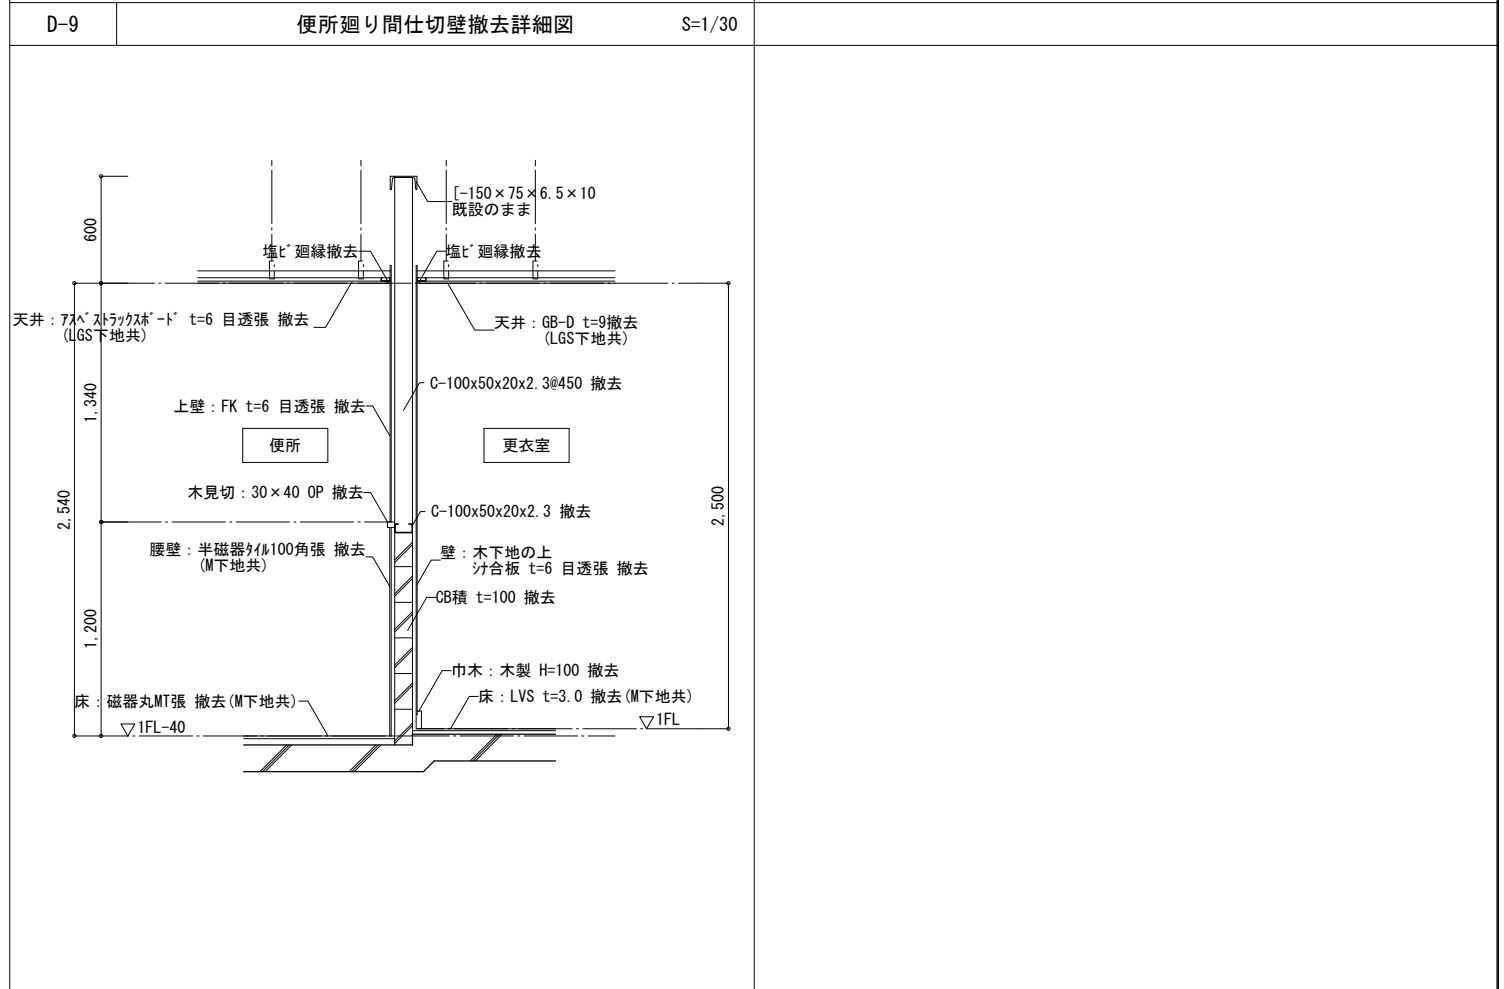 D-9 便所廻り間仕切壁撤去詳細図 S=1/30
[-150×75×6.5×10
既設のまま
600
塩ﾋﾞ廻縁撤去 塩ﾋﾞ廻縁撤去
天井：ｱｽﾍﾞｽﾄﾗｯｸｽﾎﾞｰﾄﾞ t=6 目透張 撤去
(LGS下地共)
天井：GB-D t=9撤去
(LGS下地共)
C-100x50x20x2.3@450 撤去
1,340
上壁：FK t=6 目透張 撤去
便所 更衣室
木見切：30×40 OP 撤去
2,540
2,500
C-100x50x20x2.3 撤去
腰壁：半磁器ﾀｲﾙ100角張 撤去
(M下地共)
壁：木下地の上
ｼﾅ合板 t=6 目透張 撤去
CB積 t=100 撤去
1,200
巾木：木製 H=100 撤去
床：磁器丸MT張 撤去(M下地共)
床：LVS t=3.0 撤去(M下地共)
▽1FL-40
▽1FL